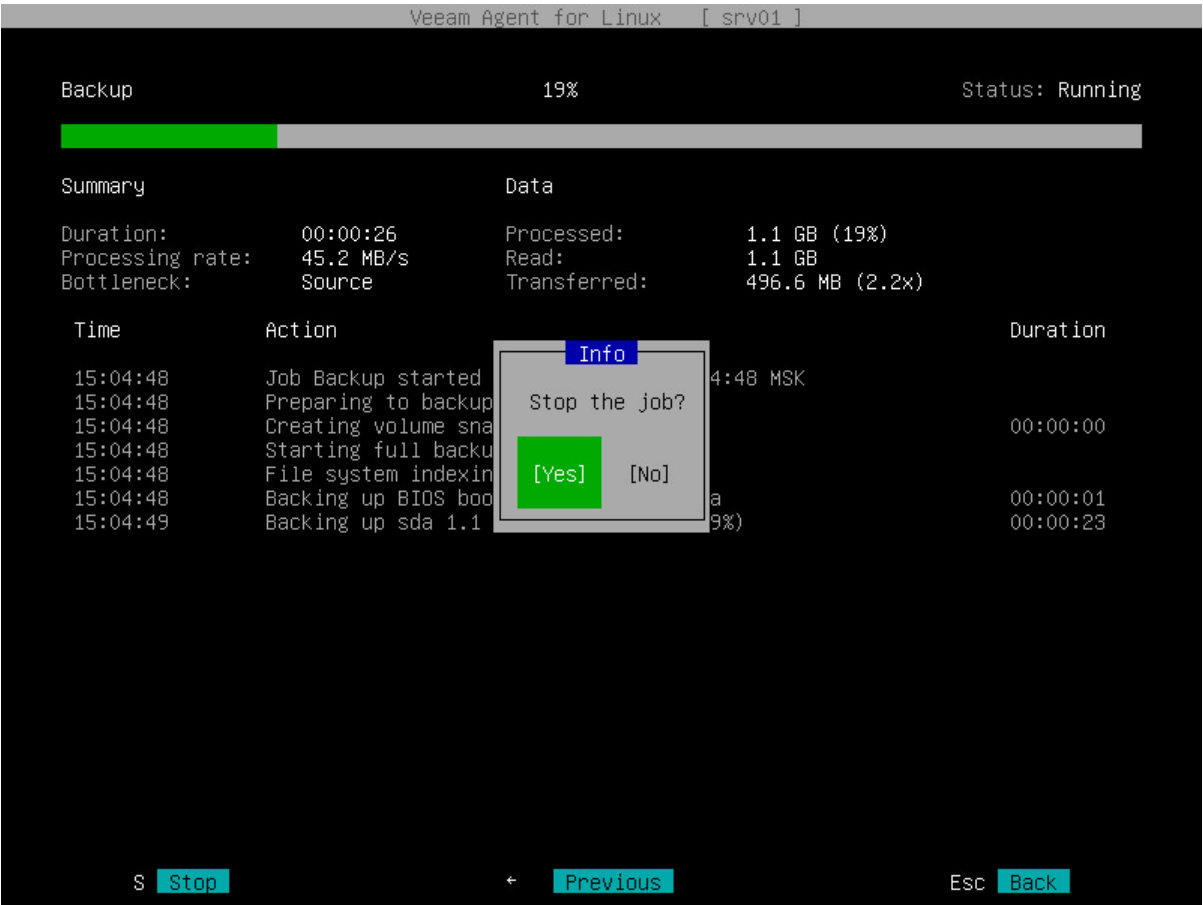 Veeam Agent for Linux [ srv01 ]
Backup 19% Status: Running
Summary Data
Duration: 00:00:26 Processed: 1.1 GB (19%)
Processing rate: 45.2 MB/s Read: 1.1 GB
Bottleneck: Source Transferred: 496.6 MB (2.2x)
Time Action Duration
Info
15:04:48 Job Backup started 4:48 MSK
Stop the job?
15:04:48 Preparing to backup
15:04:48 Creating volume sna 00:00:00
15:04:48 Starting full backu
[Yes] [No]
15:04:48 File system indexin
15:04:48 Backing up BIOS boo a 00:00:01
15:04:49 Backing up sda 1.1 9%) 00:00:23
S Stop ← Previous Esc Back